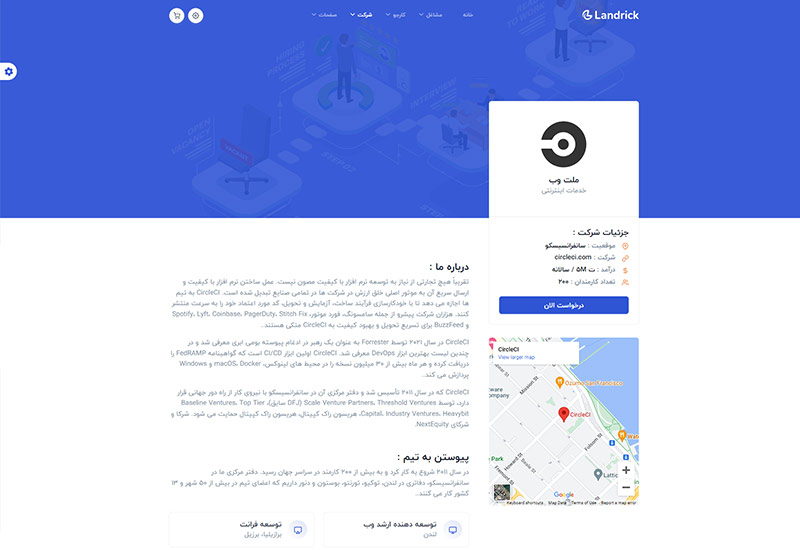 Landrick
خانه
مشاغل
کارجو
شرکت
صفحات
HIRING PROCESS
INTERVIEW
VACANT
STEP 02
ملت وب
خدمات اینترنتی
جزئیات شرکت :
موقعیت : سانفرانسیسکو
شرکت : circleci.com
درآمد : ت 5M / سالانه
تعداد کارمندان : ۲۰۰
درخواست الان
درباره ما :
تقریباً هیچ تجارتی از نیاز به توسعه نرم افزار با کیفیت مصون نیست. عمل ساختن نرم افزار با کیفیت و
ارسال سریع آن به موتور اصلی خلق ارزش در شرکت ها در تمامی صنایع تبدیل شده است. CircleCI به تیم
ها اجازه می دهد تا با خودکارسازی فرآیند ساخت، آزمایش و تحویل، کد مورد اعتماد خود را به سرعت منتشر
کنند. هزاران شرکت پیشرو از جمله سامسونگ، فورد موتور، Spotify، Lyft، Coinbase، PagerDuty، Stitch Fix
و BuzzFeed برای تسریع تحویل و بهبود کیفیت به CircleCI متکی هستند..
CircleCI در سال ۲۰۲۱ توسط Forrester به عنوان یک رهبر در ادغام پیوسته بومی ابری معرفی شد و در
چندین لیست بهترین ابزار DevOps معرفی شد. CircleCI اولین ابزار CI/CD است که گواهینامه FedRAMP را
دریافت کرده و هر ماه بیش از ۳۰ میلیون نسخه را در محیط های لینوکس، macOS، Docker و Windows
پردازش می کند..
CircleCI که در سال ۲۰۱۱ تأسیس شد و دفتر مرکزی آن در سانفرانسیسکو با نیروی کار از راه دور جهانی قرار
دارد، توسط Scale Venture Partners، Threshold Ventures (DFJ سابق)، Baseline Ventures، Top Tier
Capital، Industry Ventures، Heavybit، هریسون راک کپیتال، هریسون راک کپیتال حمایت می شود. شرکا و
شرکای NextEquity.
پیوستن به تیم :
در سال ۲۰۱۱ شروع به کار کرد و به بیش از ۲۰۰ کارمند در سراسر جهان رسید. دفتر مرکزی ما در
سانفرانسیسکو، دفاتری در لندن، توکیو، تورنتو، بوستون و دنور داریم که اعضای تیم در بیش از ۵۰ شهر و ۱۳
کشور کار می کنند..
توسعه دهنده ارشد وب
لندن
توسعه فرانت
برازیلیا، برزیل
CircleCI
View larger map
Ozumo San Francisco
Mission St
CircleCI
Folsom St
Howard St
Google
Keyboard shortcuts
Map Data
Terms of Use
Report a map error